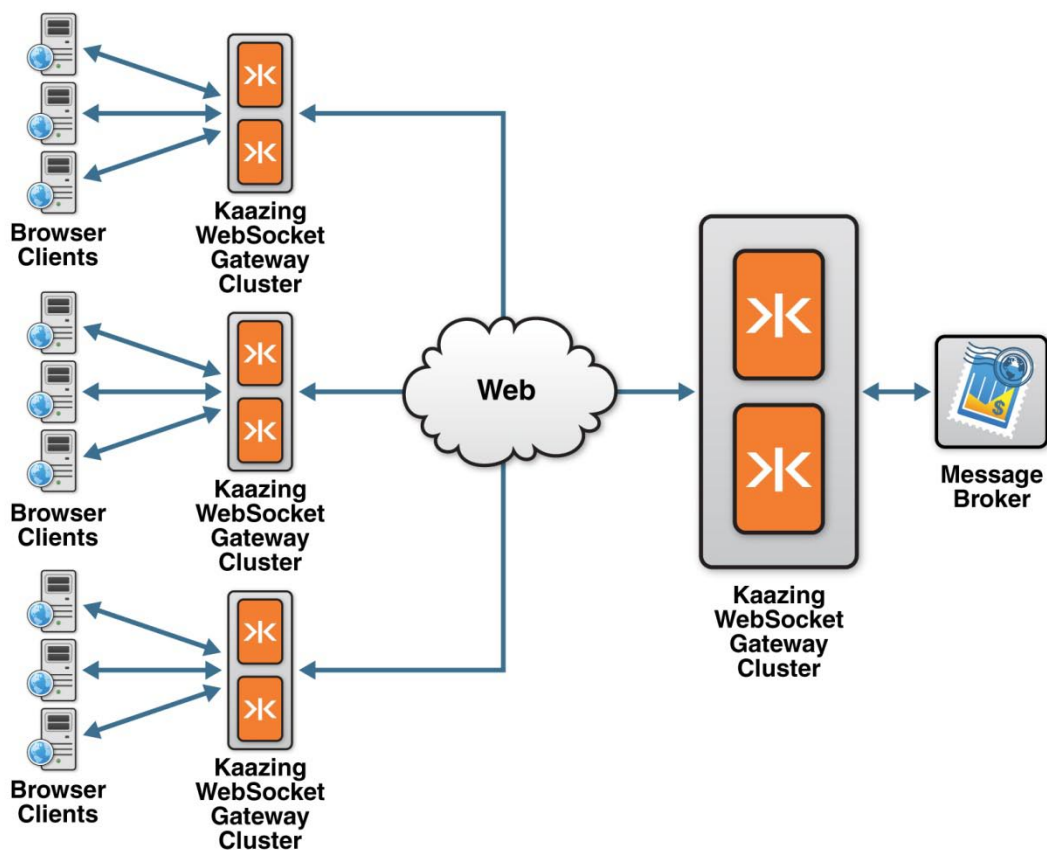 Browser
Clients
Kaazing
WebSocket
Gateway
Cluster
Browser
Clients
Kaazing
WebSocket
Gateway
Cluster
Browser
Clients
Kaazing
WebSocket
Gateway
Cluster
Web
Kaazing
WebSocket
Gateway
Cluster
$
Message
Broker